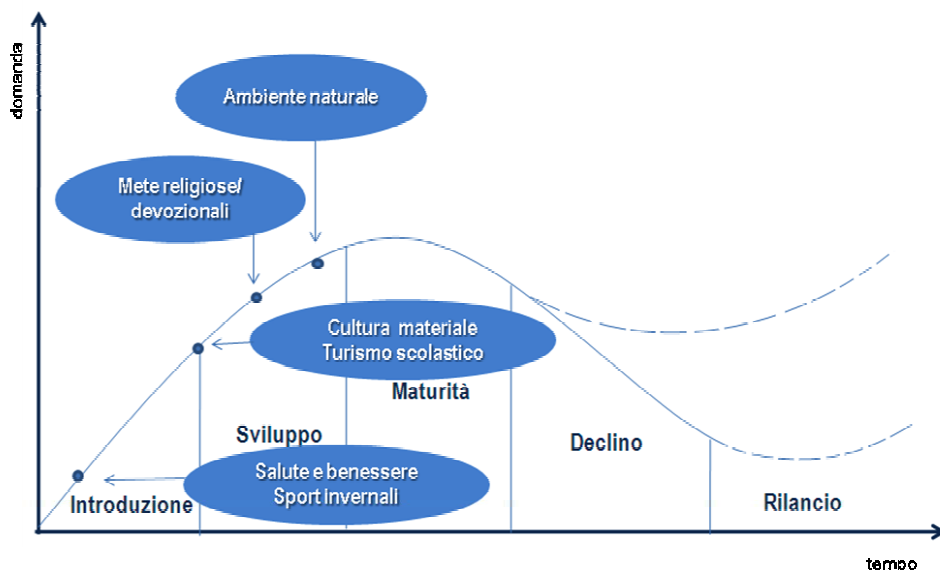 domanda
Ambiente naturale
Mete religiose/
devozionali
Cultura materiale
Turismo scolastico
Maturità
Sviluppo
Declino
Salute e benessere
Sport invernali
Introduzione
Rilancio
tempo